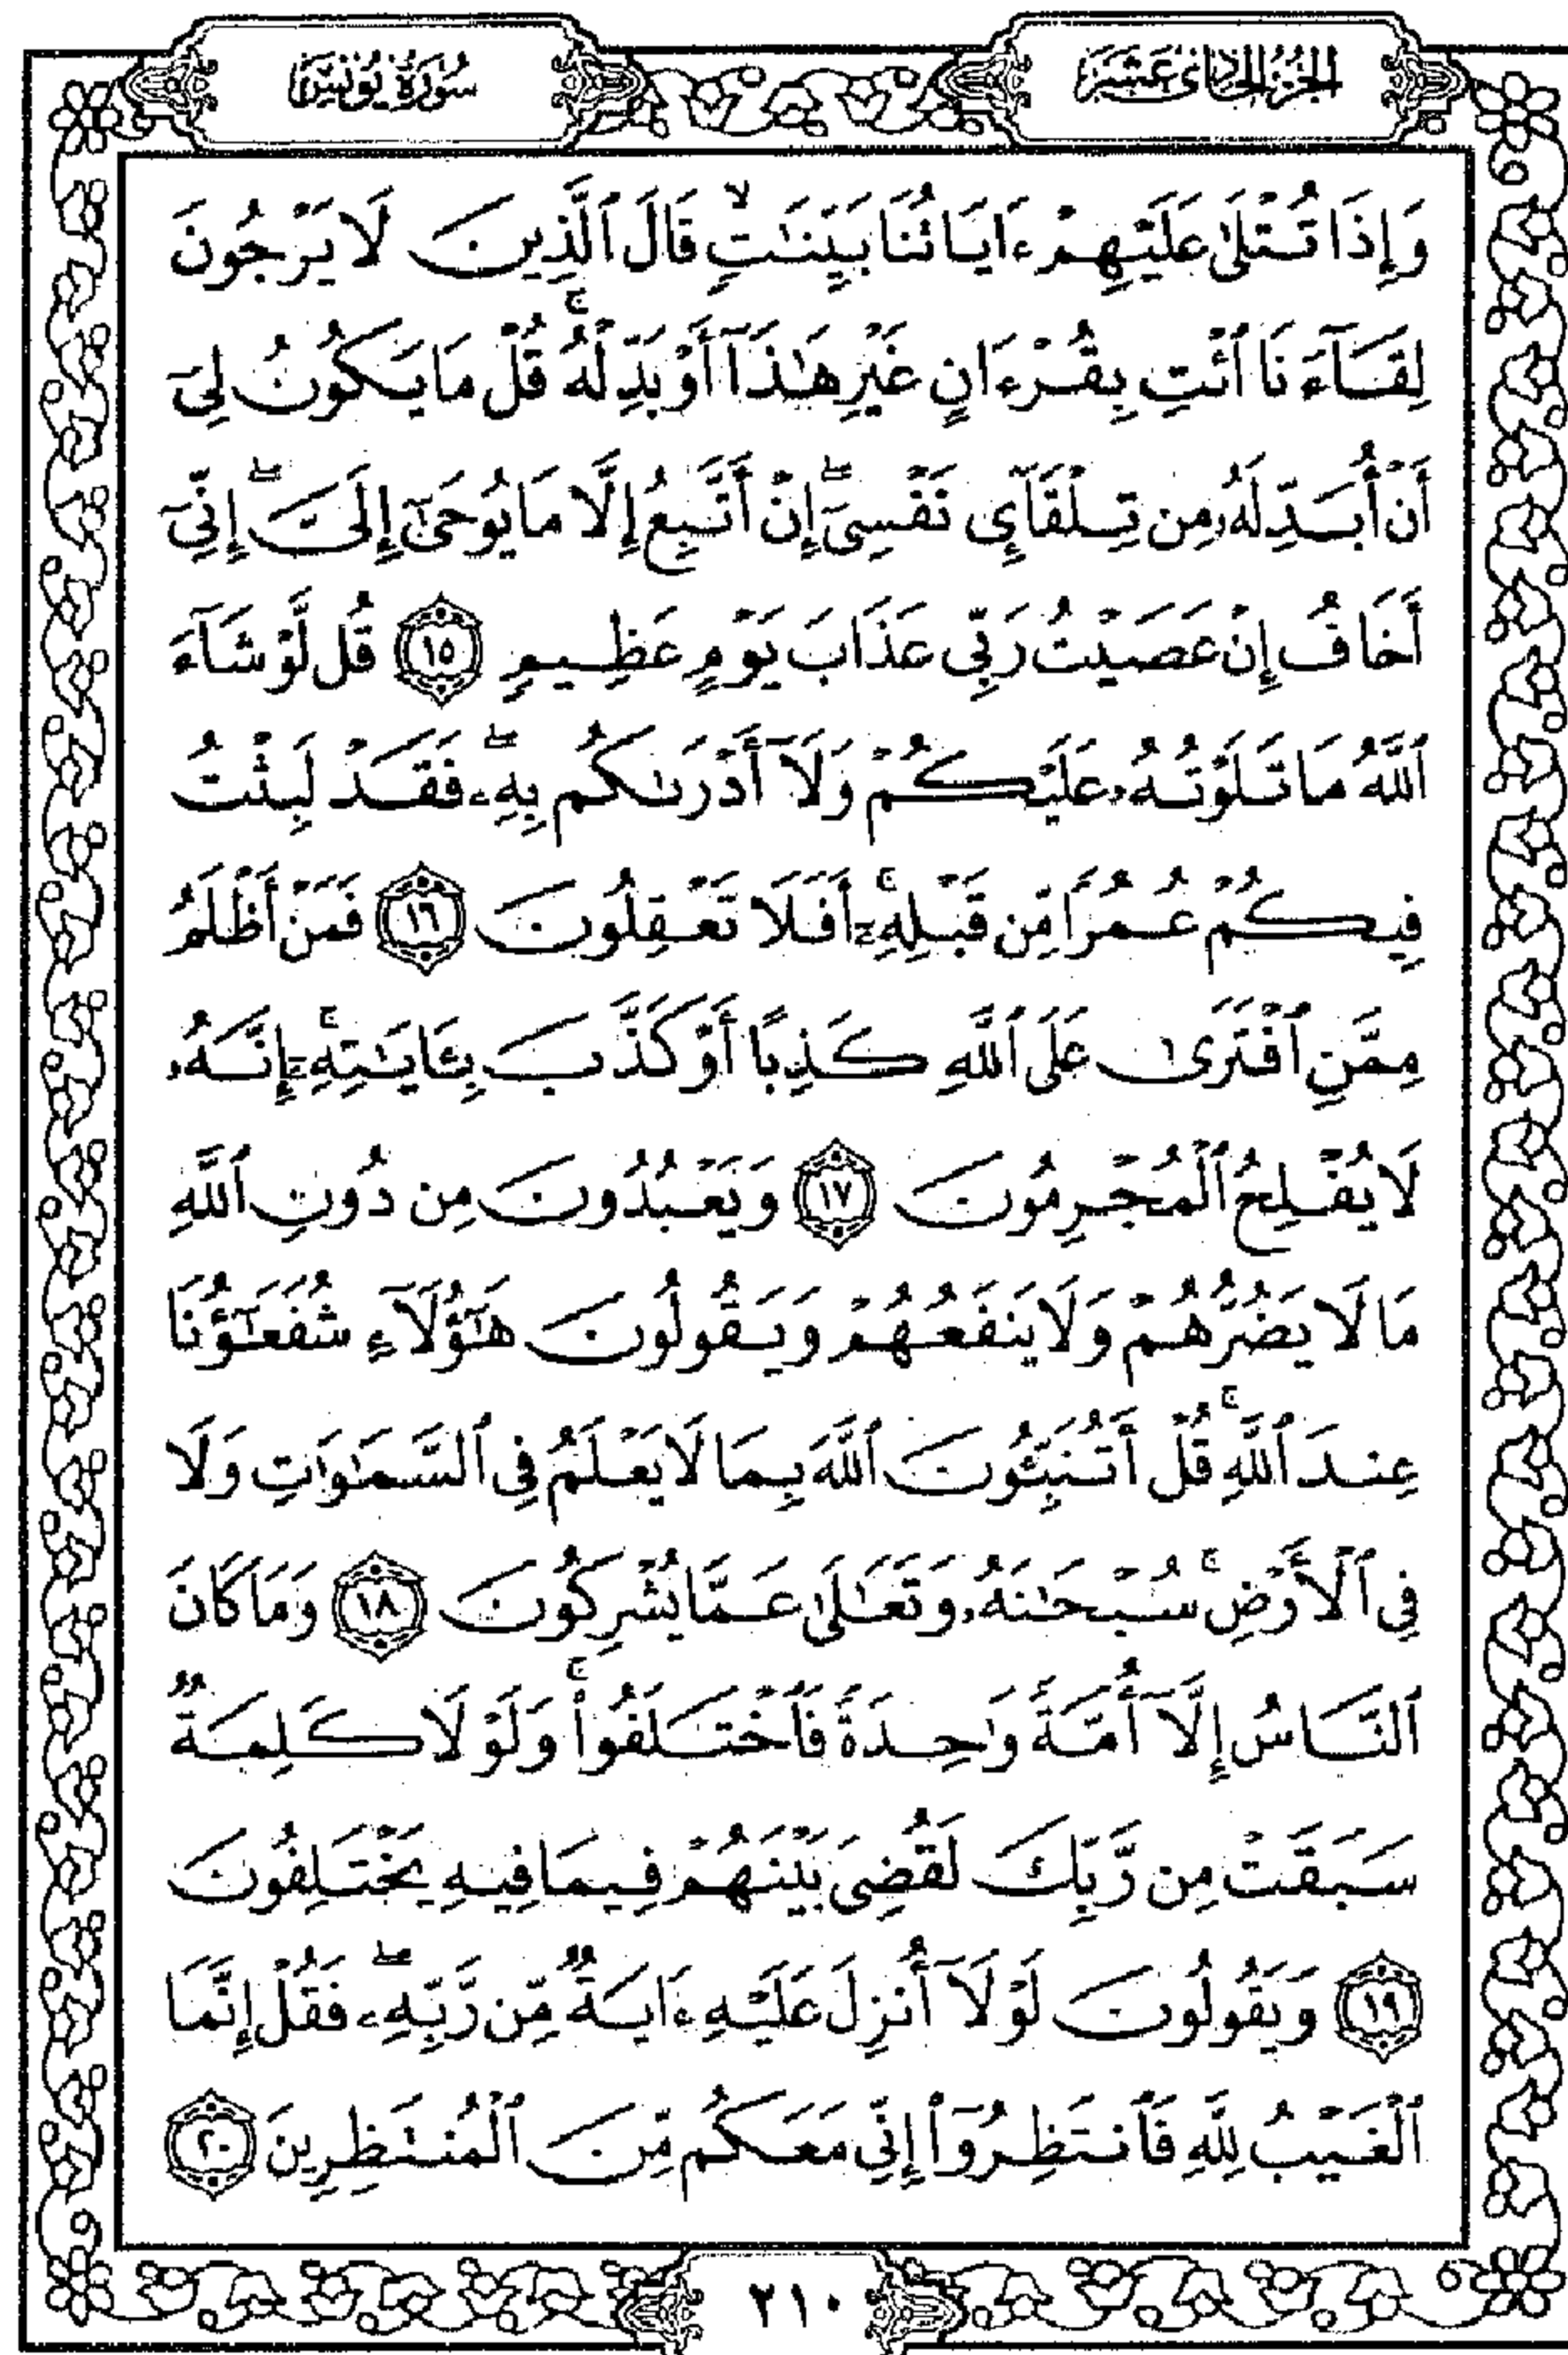 الجزء الحادي عشر
سورة يونس
وَإِذَا تُتْلَىٰ عَلَيْهِمْ ءَايَاتُنَا بَيِّنَٰتٍ ۙ قَالَ ٱلَّذِينَ لَا يَرْجُونَ
لِقَآءَنَا ٱئْتِ بِقُرْءَانٍ غَيْرِ هَٰذَآ أَوْ بَدِّلْهُ ۚ قُلْ مَا يَكُونُ لِىٓ
أَنْ أُبَدِّلَهُۥ مِن تِلْقَآئِ نَفْسِىٓ ۖ إِنْ أَتَّبِعُ إِلَّا مَا يُوحَىٰٓ إِلَىَّ ۖ إِنِّىٓ
أَخَافُ إِنْ عَصَيْتُ رَبِّى عَذَابَ يَوْمٍ عَظِيمٍ ١٥ قُل لَّوْ شَآءَ
ٱللَّهُ مَا تَلَوْتُهُۥ عَلَيْكُمْ وَلَآ أَدْرَىٰكُم بِهِۦ ۖ فَقَدْ لَبِثْتُ
فِيكُمْ عُمُرًا مِّن قَبْلِهِۦٓ ۚ أَفَلَا تَعْقِلُونَ ١٦ فَمَنْ أَظْلَمُ
مِمَّنِ ٱفْتَرَىٰ عَلَى ٱللَّهِ كَذِبًا أَوْ كَذَّبَ بِـَٔايَٰتِهِۦٓ ۚ إِنَّهُۥ
لَا يُفْلِحُ ٱلْمُجْرِمُونَ ١٧ وَيَعْبُدُونَ مِن دُونِ ٱللَّهِ
مَا لَا يَضُرُّهُمْ وَلَا يَنفَعُهُمْ وَيَقُولُونَ هَٰٓؤُلَآءِ شُفَعَٰٓؤُنَا
عِندَ ٱللَّهِ ۚ قُلْ أَتُنَبِّـُٔونَ ٱللَّهَ بِمَا لَا يَعْلَمُ فِى ٱلسَّمَٰوَٰتِ وَلَا
فِى ٱلْأَرْضِ ۚ سُبْحَٰنَهُۥ وَتَعَٰلَىٰ عَمَّا يُشْرِكُونَ ١٨ وَمَا كَانَ
ٱلنَّاسُ إِلَّآ أُمَّةً وَٰحِدَةً فَٱخْتَلَفُوا۟ ۚ وَلَوْلَا كَلِمَةٌ
سَبَقَتْ مِن رَّبِّكَ لَقُضِىَ بَيْنَهُمْ فِيمَا فِيهِ يَخْتَلِفُونَ
١٩ وَيَقُولُونَ لَوْلَآ أُنزِلَ عَلَيْهِ ءَايَةٌ مِّن رَّبِّهِۦ ۖ فَقُلْ إِنَّمَا
ٱلْغَيْبُ لِلَّهِ فَٱنتَظِرُوٓا۟ إِنِّى مَعَكُم مِّنَ ٱلْمُنتَظِرِينَ ٢٠
٢١٠